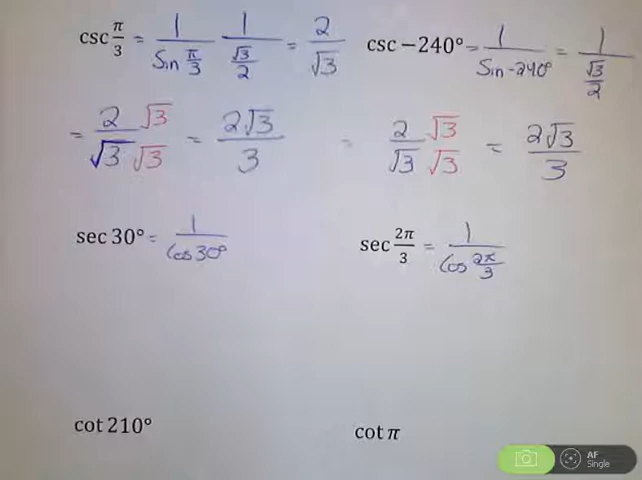 csc π/3 = 1/(Sin π/3) 1/(√3/2) = 2/√3
= 2/√3 √3/√3 = 2√3/3
csc −240° = 1/(Sin -240°) = 1/(√3/2)
= 2/√3 √3/√3 = 2√3/3
sec 30° = 1/(Cos 30°)
sec 2π/3 = 1/(Cos 2π/3)
cot 210°
cot π
AF
Single